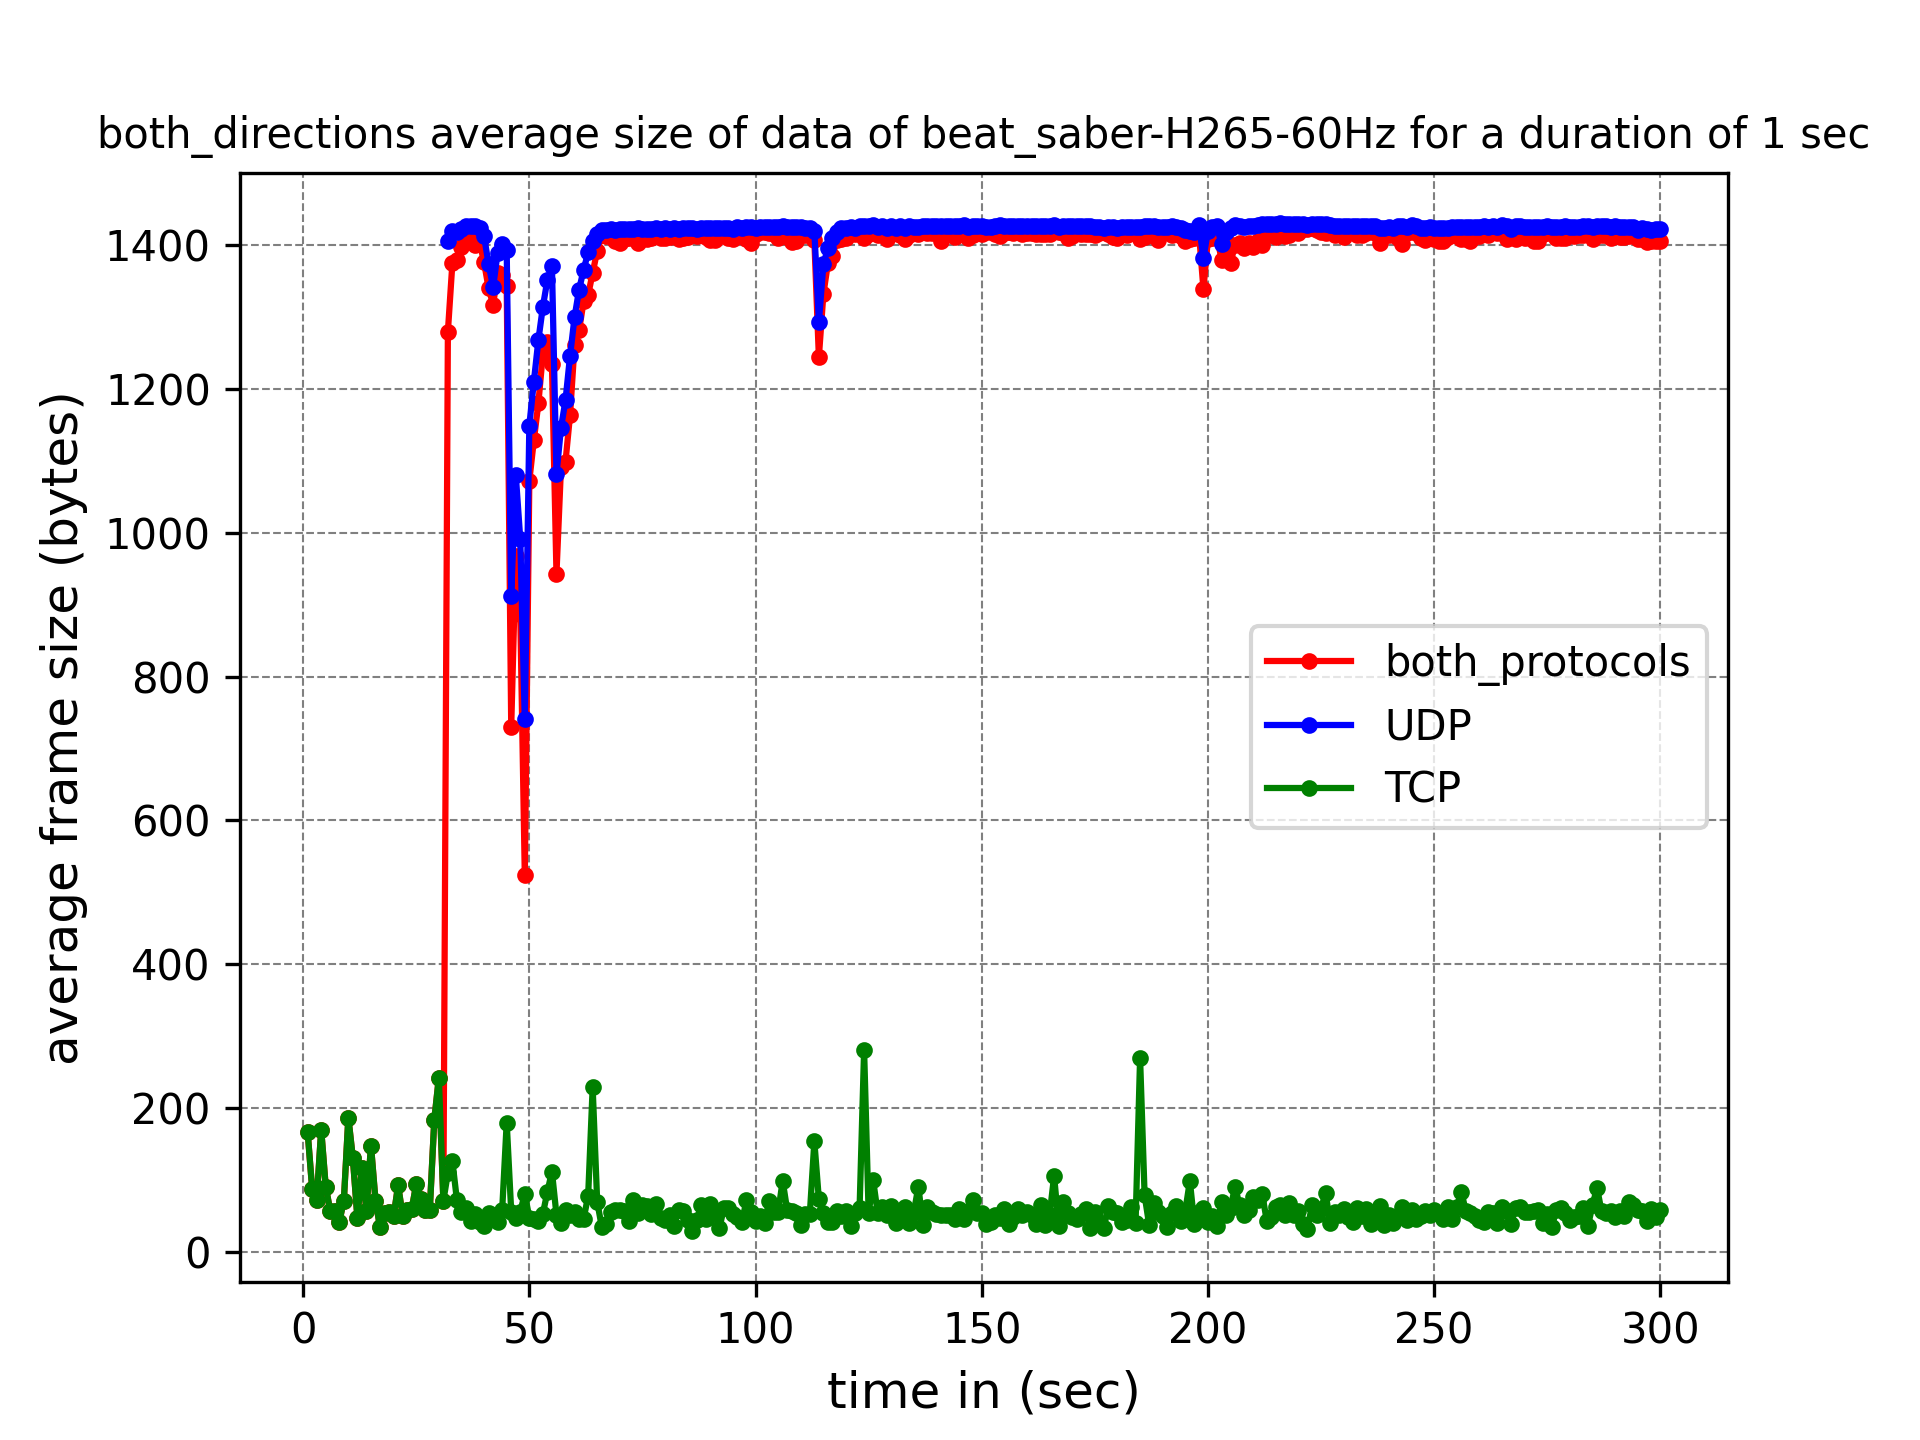 both_directions average size of data of beat_saber-H265-60Hz for a duration of 1 sec
average frame size (bytes)
1400
1200
1000
800
600
400
200
0
both_protocols
UDP
TCP
0 50 100 150 200 250 300
time in (sec)